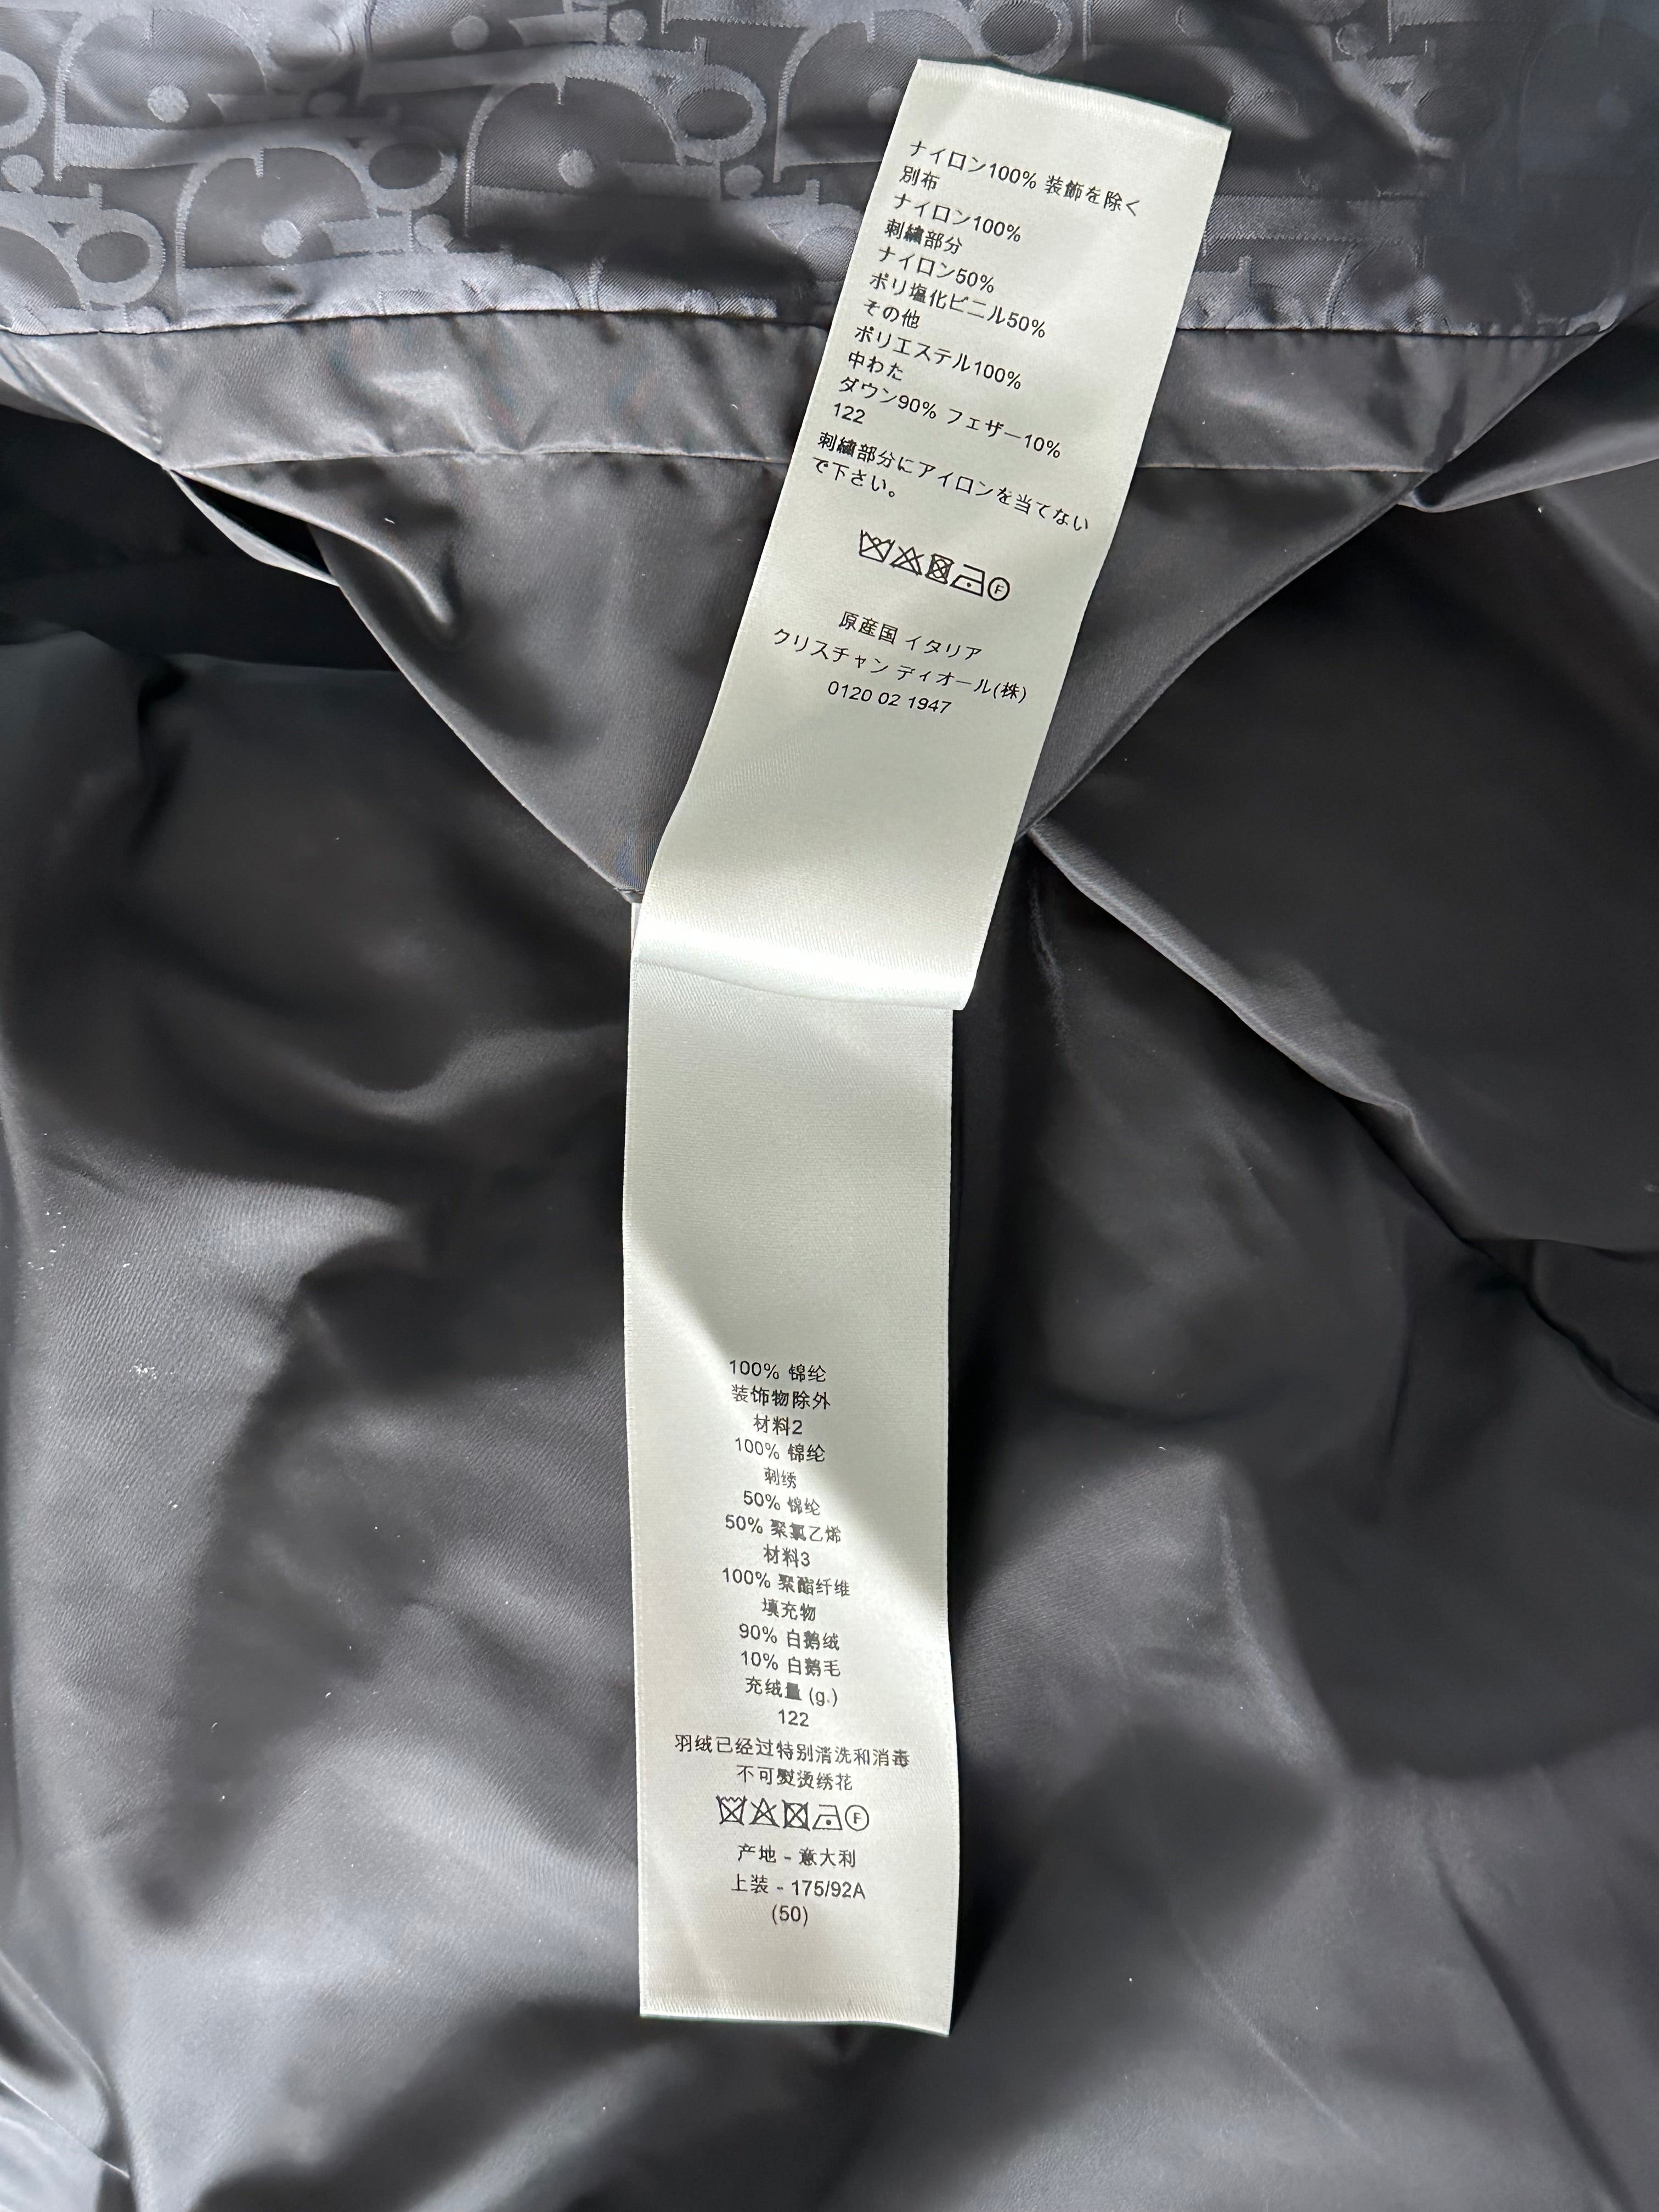 ナイロン100% 装飾を除く
別布
ナイロン100%
刺繍部分
ナイロン50%
ポリ塩化ビニル50%
その他
ポリエステル100%
中わた
ダウン90% フェザー10%
122
刺繍部分にアイロンを当てない
で下さい。
F
原産国 イタリア
クリスチャン ディオール(株)
0120 02 1947
100% 锦纶
装饰物除外
材料2
100% 锦纶
刺绣
50% 锦纶
50% 聚氯乙烯
材料3
100% 聚酯纤维
填充物
90% 白鹅绒
10% 白鹅毛
充绒量 (g.)
122
羽绒已经过特别清洗和消毒
不可熨烫绣花
F
产地 - 意大利
上装 - 175/92A
(50)